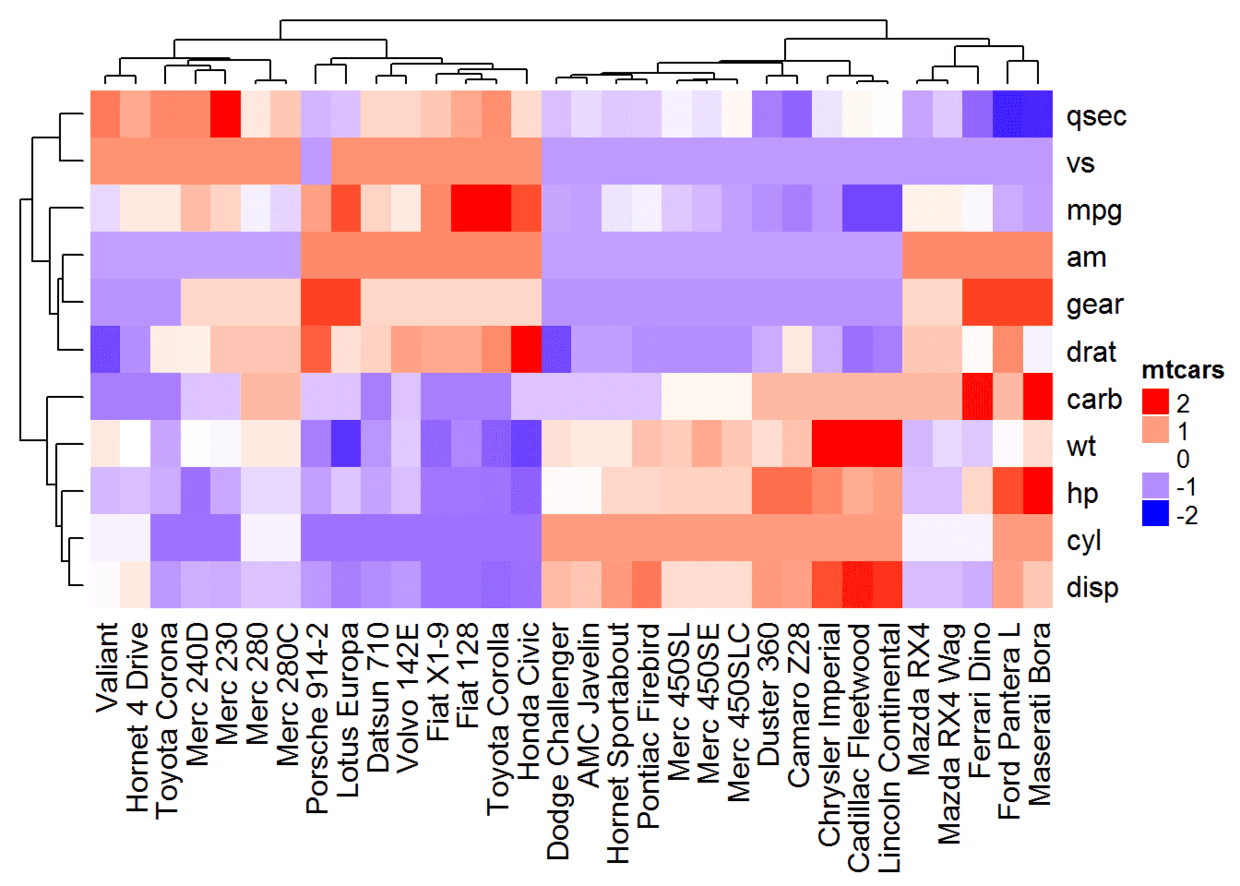 qsec
vs
mpg
am
gear
drat
carb
wt
hp
cyl
disp
mtcars
2
1
0
-1
-2
Valiant
Hornet 4 Drive
Toyota Corona
Merc 240D
Merc 230
Merc 280
Merc 280C
Porsche 914-2
Lotus Europa
Datsun 710
Volvo 142E
Fiat X1-9
Fiat 128
Toyota Corolla
Honda Civic
Dodge Challenger
AMC Javelin
Hornet Sportabout
Pontiac Firebird
Merc 450SL
Merc 450SE
Merc 450SLC
Duster 360
Camaro Z28
Chrysler Imperial
Cadillac Fleetwood
Lincoln Continental
Mazda RX4
Mazda RX4 Wag
Ferrari Dino
Ford Pantera L
Maserati Bora